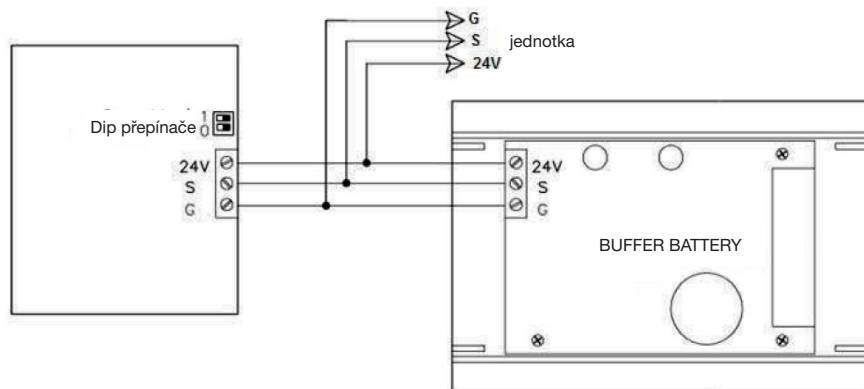 G
S
jednotka
24V
Dip přepínače
1
0
24V
S
G
24V
S
G
BUFFER BATTERY